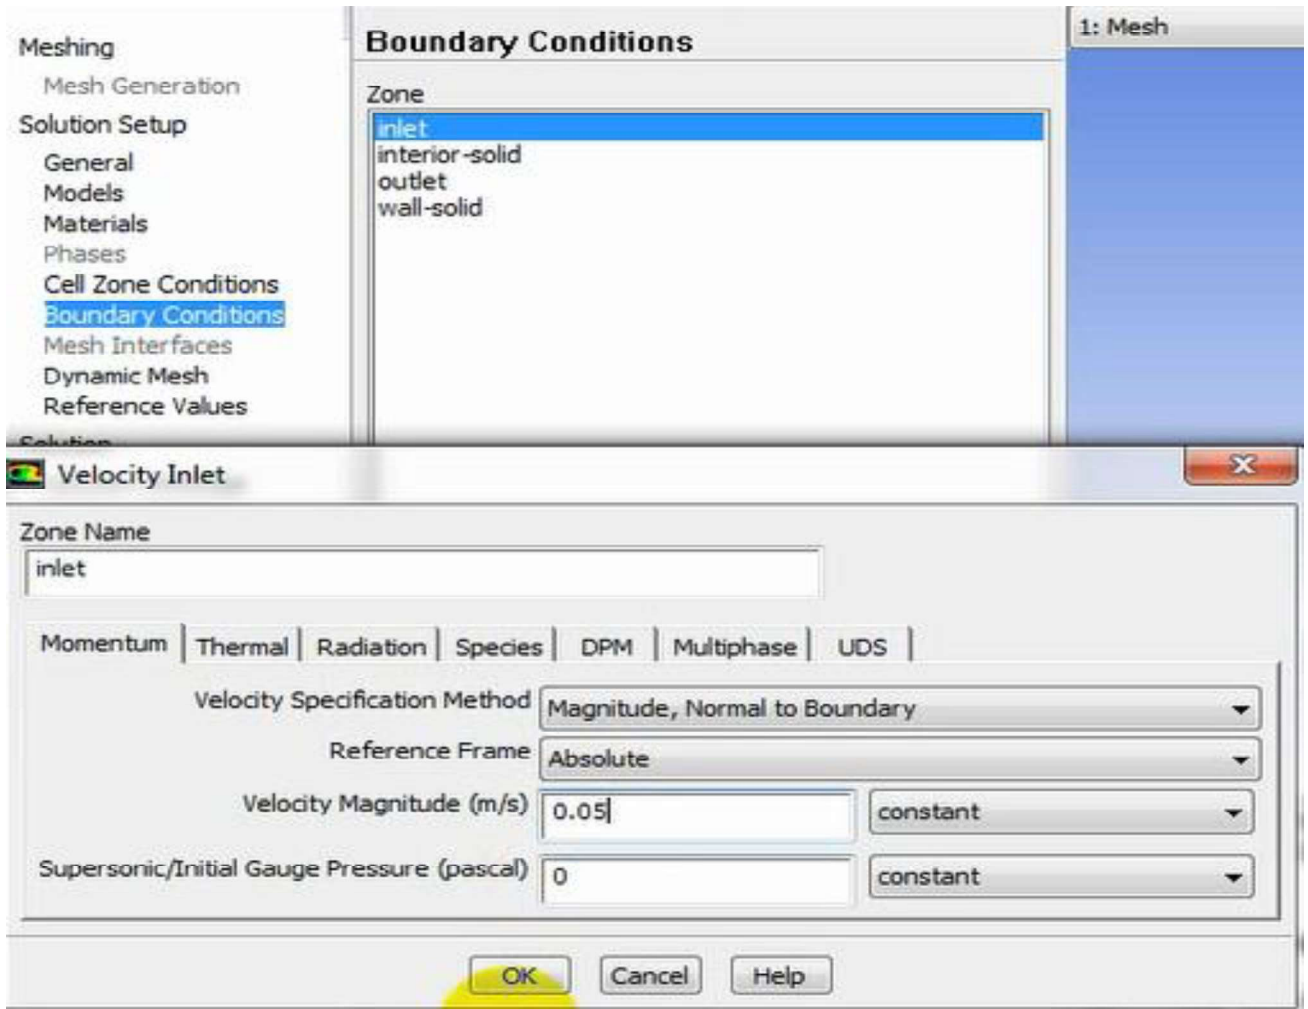 Meshing
Mesh Generation
Solution Setup
General
Models
Materials
Phases
Cell Zone Conditions
Boundary Conditions
Mesh Interfaces
Dynamic Mesh
Reference Values
Solution
Boundary Conditions
Zone
inlet
interior-solid
outlet
wall-solid
1: Mesh
Velocity Inlet
Zone Name
inlet
Momentum Thermal Radiation Species DPM Multiphase UDS
Velocity Specification Method Magnitude, Normal to Boundary
Reference Frame Absolute
Velocity Magnitude (m/s) 0.05 constant
Supersonic/Initial Gauge Pressure (pascal) 0 constant
OK Cancel Help